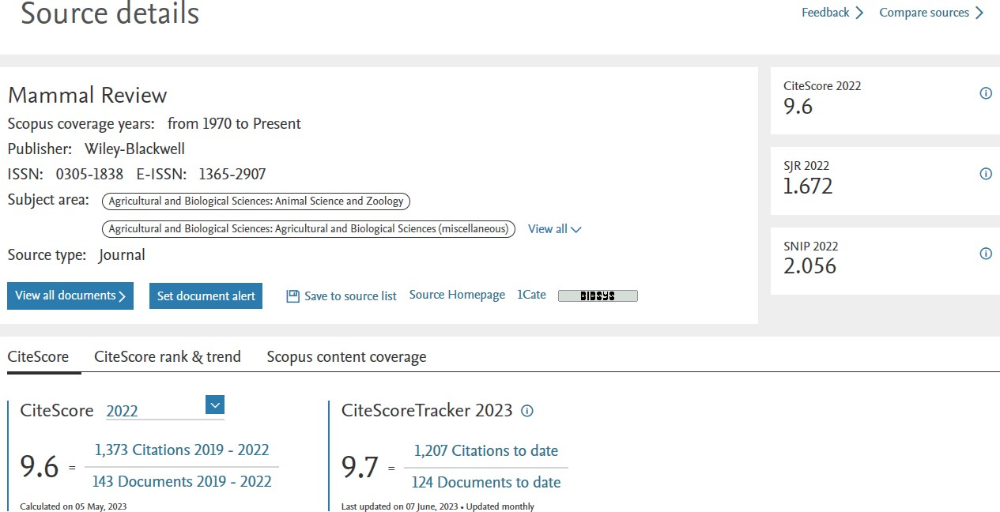 Source details
Feedback
Compare sources
Mammal Review
Scopus coverage years: from 1970 to Present
Publisher: Wiley-Blackwell
ISSN: 0305-1838 E-ISSN: 1365-2907
Subject area: Agricultural and Biological Sciences: Animal Science and Zoology
Agricultural and Biological Sciences: Agricultural and Biological Sciences (miscellaneous) View all
Source type: Journal
View all documents
Set document alert
Save to source list
Source Homepage
1Cate
BIBSYS
CiteScore 2022
9.6
SJR 2022
1.672
SNIP 2022
2.056
CiteScore
CiteScore rank & trend
Scopus content coverage
CiteScore 2022
9.6 =
1,373 Citations 2019 - 2022
143 Documents 2019 - 2022
Calculated on 05 May, 2023
CiteScoreTracker 2023
9.7 =
1,207 Citations to date
124 Documents to date
Last updated on 07 June, 2023 • Updated monthly